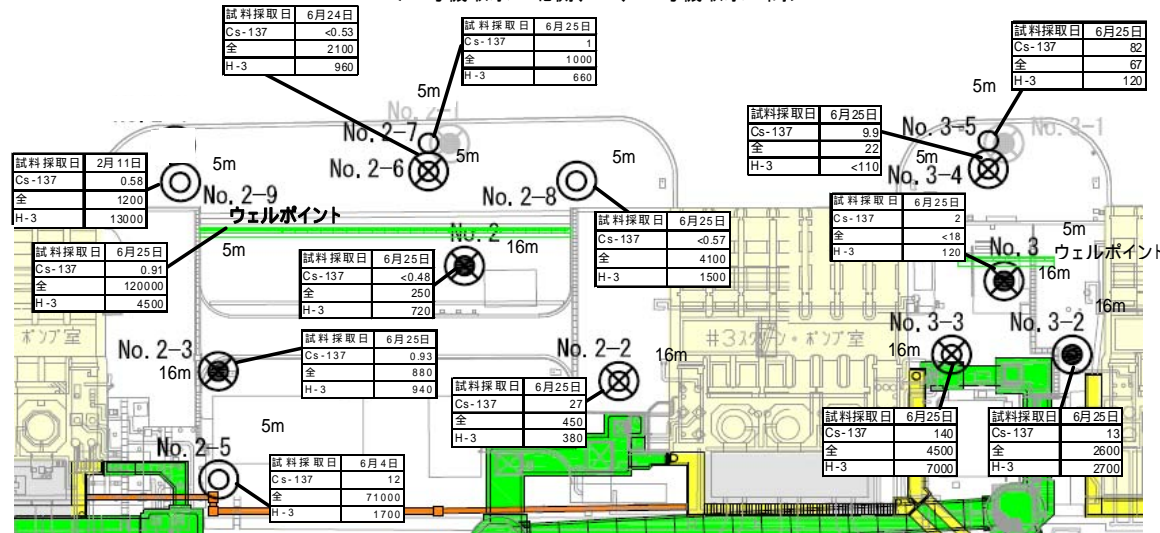 試料採取日 6月24日
Cs-137 <0.53
全 2100
H-3 960
試料採取日 6月25日
Cs-137 1
全 1000
H-3 660
試料採取日 6月25日
Cs-137 82
全 67
H-3 120
5m
5m
No. 2-1
No. 2-7
5m
No. 2-6
試料採取日 6月25日
Cs-137 9.9
全 22
H-3 <110
No. 3-5
No. 3-1
5m
No. 3-4
試料採取日 2月11日
Cs-137 0.58
全 1200
H-3 13000
5m
No. 2-9
ウェルポイント
5m
No. 2-8
5m
試料採取日 6月25日
Cs-137 2
全 <18
H-3 120
試料採取日 6月25日
Cs-137 <0.57
全 4100
H-3 1500
試料採取日 6月25日
Cs-137 0.91
全 120000
H-3 4500
5m
試料採取日 6月25日
Cs-137 <0.48
全 250
H-3 720
No. 2
16m
No. 3
16m
5m
ウェルポイント
16m
ポンプ室
No. 2-3
16m
試料採取日 6月25日
Cs-137 0.93
全 880
H-3 940
No. 2-2
16m
#3スクリーン・ポンプ室
No. 3-3
16m
No. 3-2
試料採取日 6月25日
Cs-137 27
全 450
H-3 380
試料採取日 6月25日
Cs-137 140
全 4500
H-3 7000
試料採取日 6月25日
Cs-137 13
全 2600
H-3 2700
5m
No. 2-5
試料採取日 6月4日
Cs-137 12
全 71000
H-3 1700